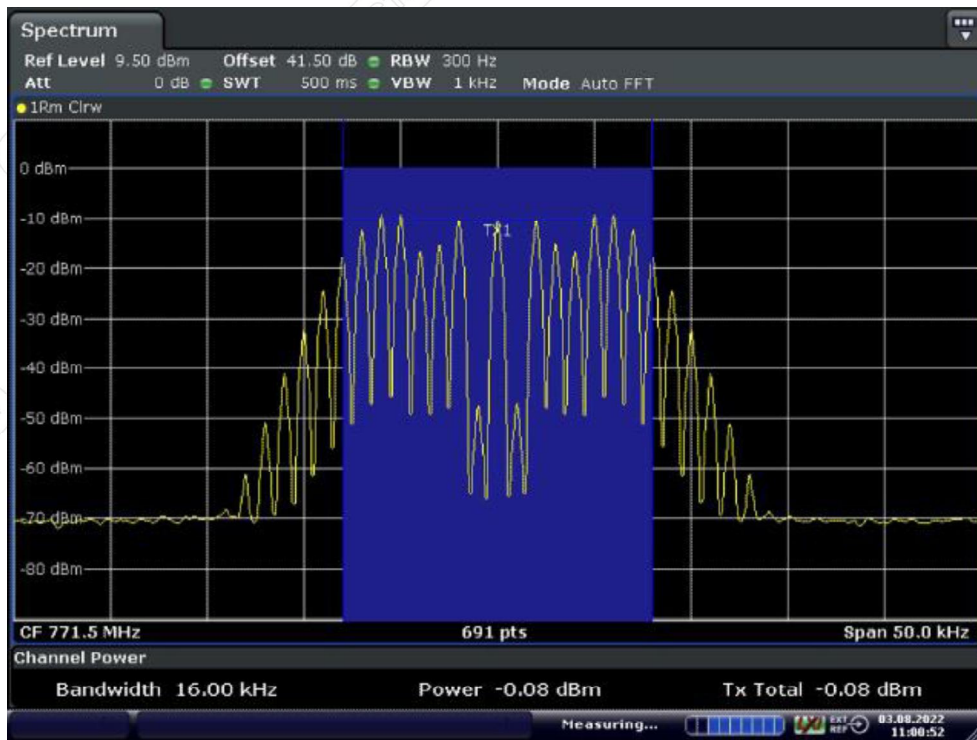 Spectrum
Ref Level 9.50 dBm Offset 41.50 dB RBW 300 Hz
Att 0 dB SWT 500 ms VBW 1 kHz Mode Auto FFT
1Rm Clrw
0 dBm
-10 dBm
TX1
-20 dBm
-30 dBm
-40 dBm
-50 dBm
-60 dBm
-70 dBm
-80 dBm
CF 771.5 MHz 691 pts Span 50.0 kHz
Channel Power
Bandwidth 16.00 kHz Power -0.08 dBm Tx Total -0.08 dBm
Measuring... LXI EXT REF 03.08.2022
11:00:52